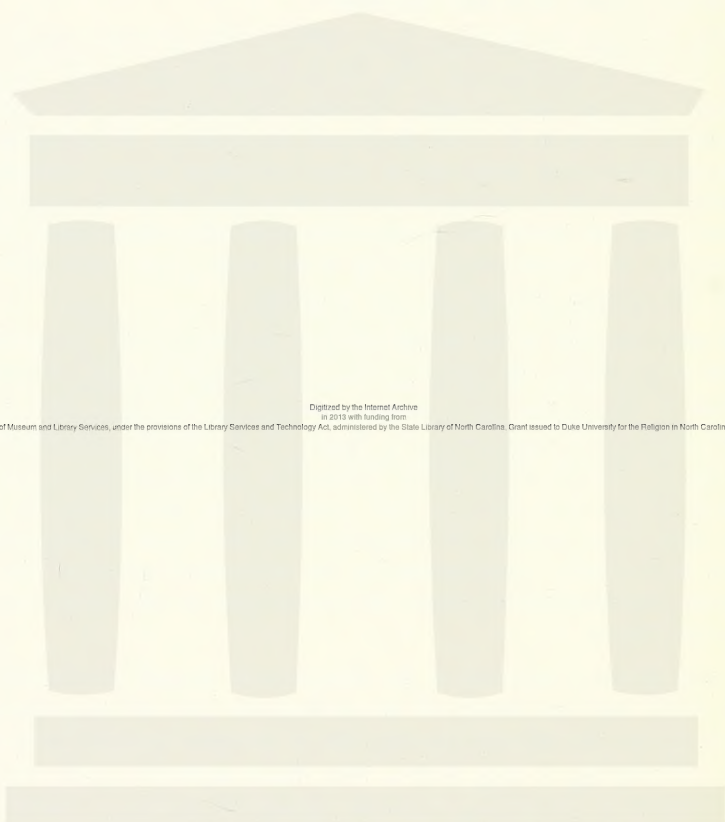 Digitized by the Internet Archive
in 2013 with funding from
of Museum and Library Services, under the provisions of the Library Services and Technology Act, administered by the State Library of North Carolina. Grant issued to Duke University for the Religion in North